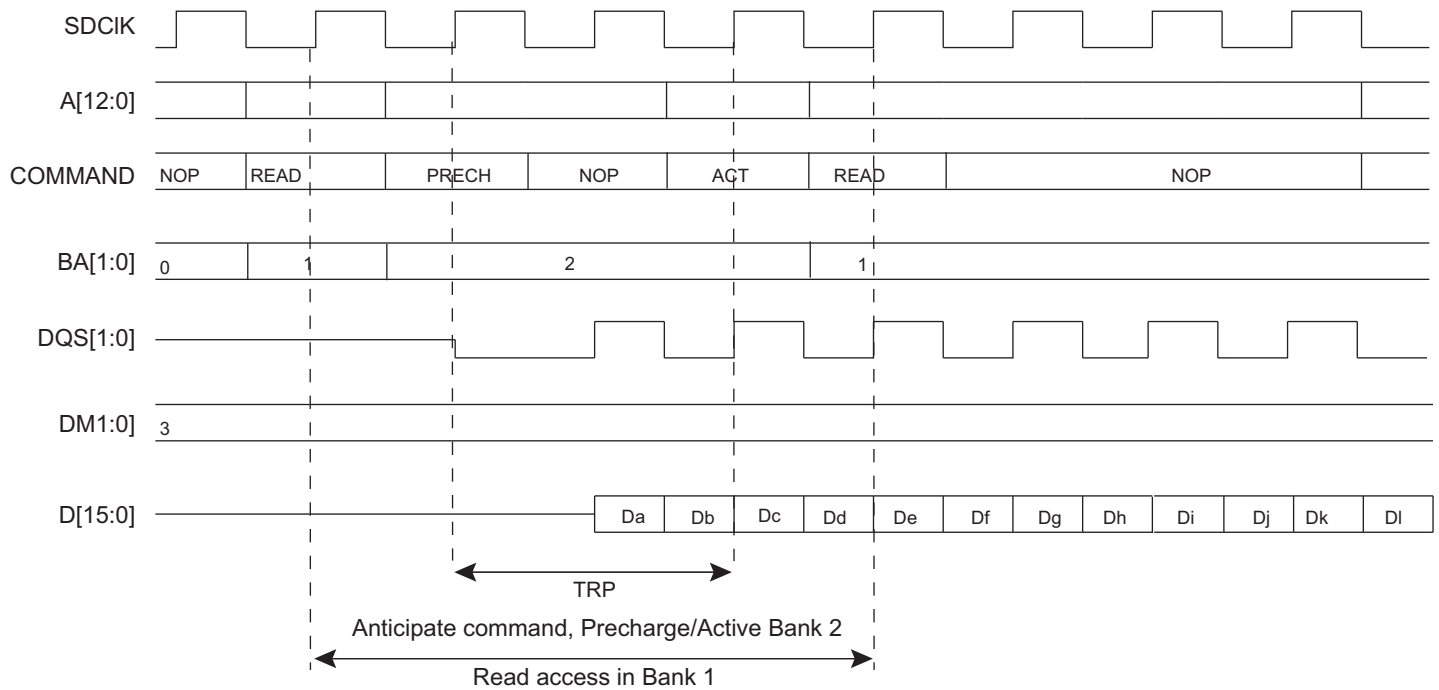 SDClK
A[12:0]
COMMAND NOP READ PRECH NOP ACT READ NOP
BA[1:0] 0 1 2 1
DQS[1:0]
DM1:0] 3
D[15:0] Da Db Dc Dd De Df Dg Dh Di Dj Dk Dl
TRP
Anticipate command, Precharge/Active Bank 2
Read access in Bank 1